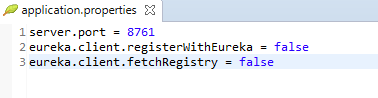 application.properties
1 server.port = 8761
2 eureka.client.registerWithEureka = false
3 eureka.client.fetchRegistry = false